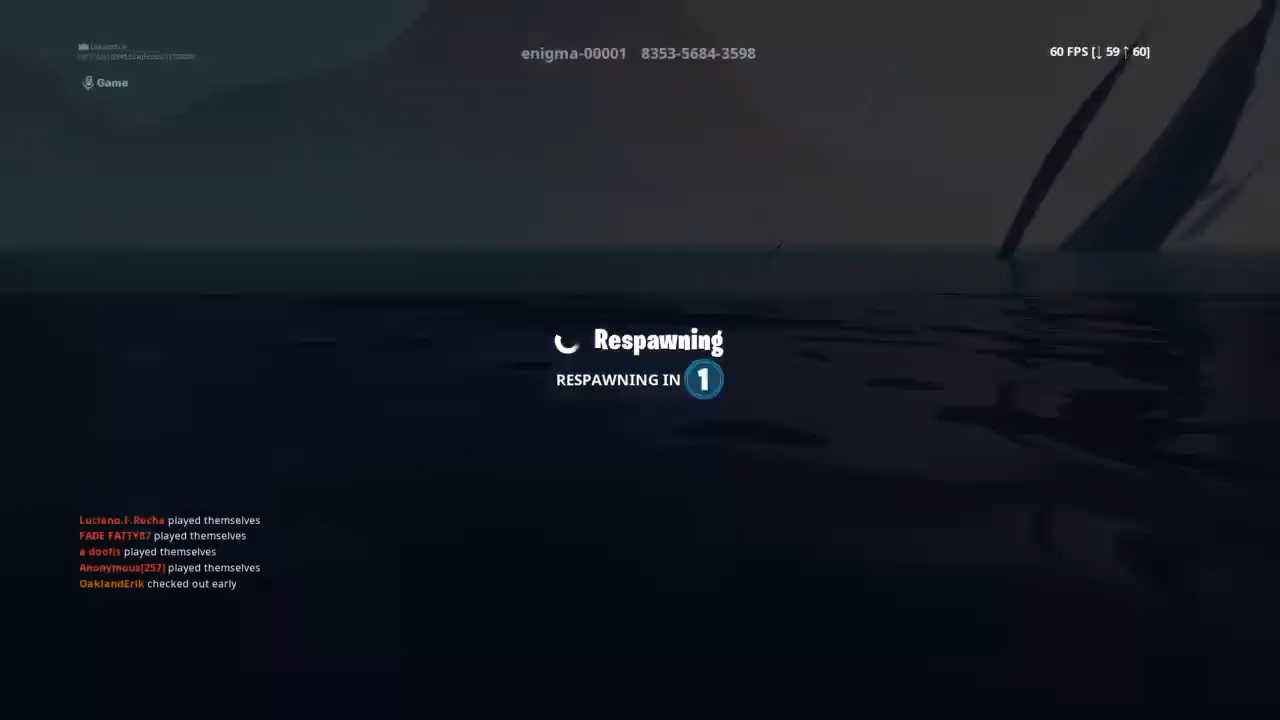 enigma-00001 8353-5684-3598
60 FPS [↓ 59 ↑ 60]
Game
Respawning
RESPAWNING IN 1
Luciano.F.Rocha played themselves
FADE FATTY87 played themselves
a doofis played themselves
Anonymous[257] played themselves
OaklandErik checked out early